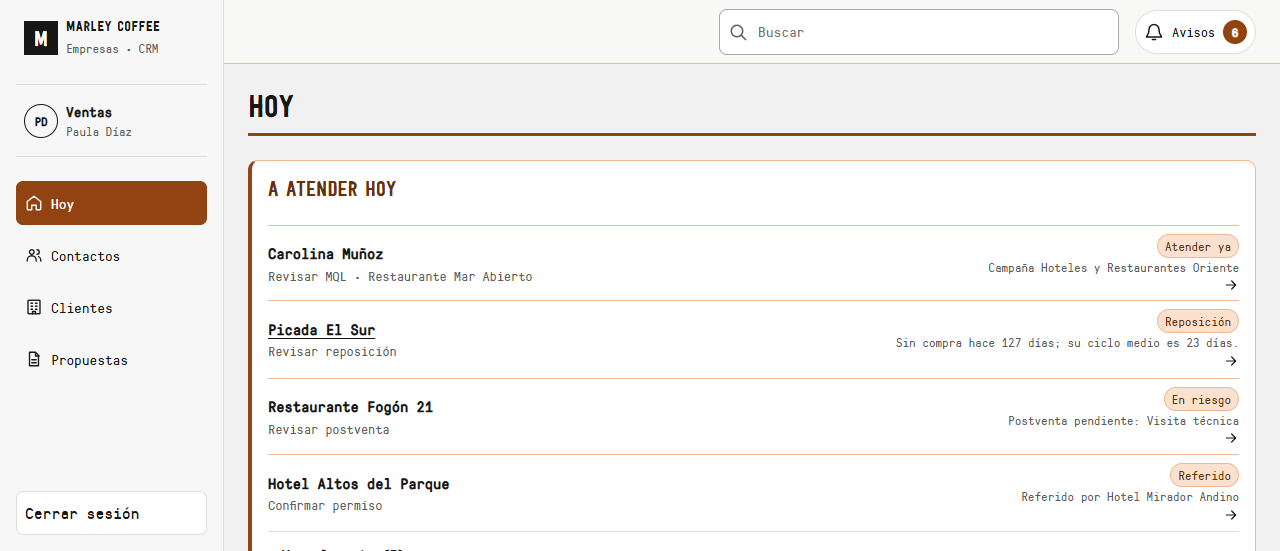 M
MARLEY COFFEE
Empresas • CRM
Buscar
Avisos 6
PD
Ventas
Paula Díaz
Hoy
Contactos
Clientes
Propuestas
Cerrar sesión
HOY
A ATENDER HOY
Carolina Muñoz
Revisar MQL • Restaurante Mar Abierto
Atender ya
Campaña Hoteles y Restaurantes Oriente
Picada El Sur
Revisar reposición
Reposición
Sin compra hace 127 días; su ciclo medio es 23 días.
Restaurante Fogón 21
Revisar postventa
En riesgo
Postventa pendiente: Visita técnica
Hotel Altos del Parque
Confirmar permiso
Referido
Referido por Hotel Mirador Andino